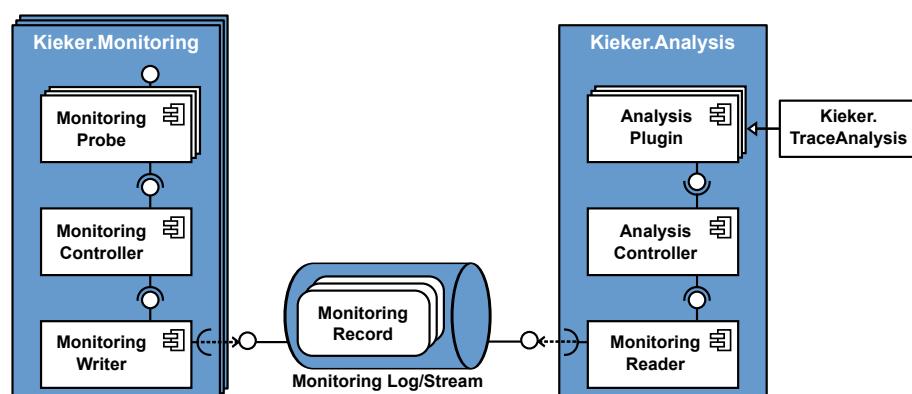 Kieker.Monitoring
Monitoring
Probe
Monitoring
Controller
Monitoring
Writer
Monitoring
Record
Monitoring Log/Stream
Kieker.Analysis
Analysis
Plugin
Analysis
Controller
Monitoring
Reader
Kieker.
TraceAnalysis